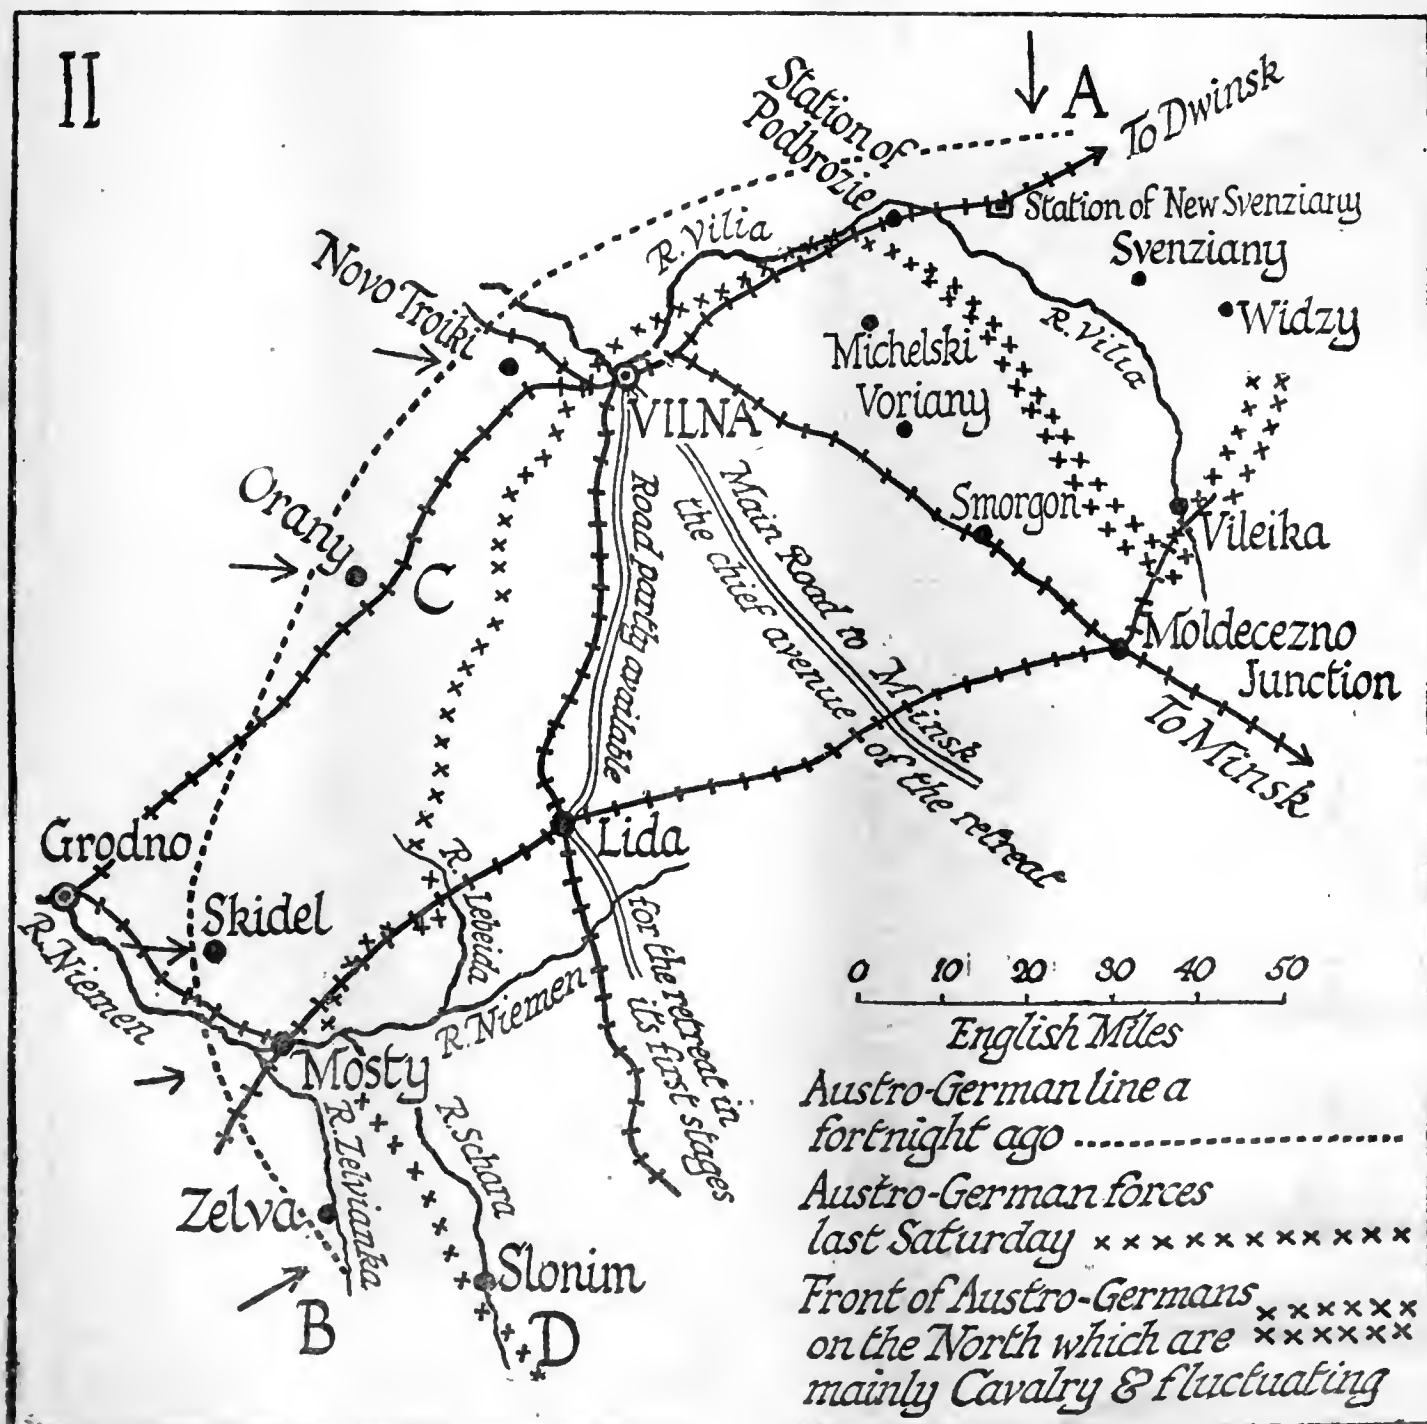 II
A
To Dwinsk
Station of
Podbrozie
Station of New Svenziany
Svenziany
Widzy
R. Vilia
R. Vilia
Novo Troiki
Michelski
Voriany
VILNA
Orany
C
Smorgon
Vileika
Road partly available
Main Road to Minsk
the chief avenue of the retreat
Moldecezno
Junction
To Minsk
Grodno
Lida
R. Lebeida
Skidel
R. Niemen
R. Niemen
for the retreat in
it's first stages
Mosty
R. Zelvianka
R. Schara
Zelva
Slonim
B
D
0 10 20 30 40 50
English Miles
Austro-German line a
fortnight ago
Austro-German forces
last Saturday
Front of Austro-Germans
on the North which are
mainly Cavalry & fluctuating